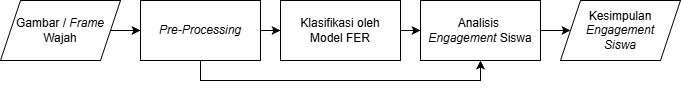 Gambar / Frame
Wajah
Pre-Processing
Klasifikasi oleh
Model FER
Analisis
Engagement Siswa
Kesimpulan
Engagement
Siswa